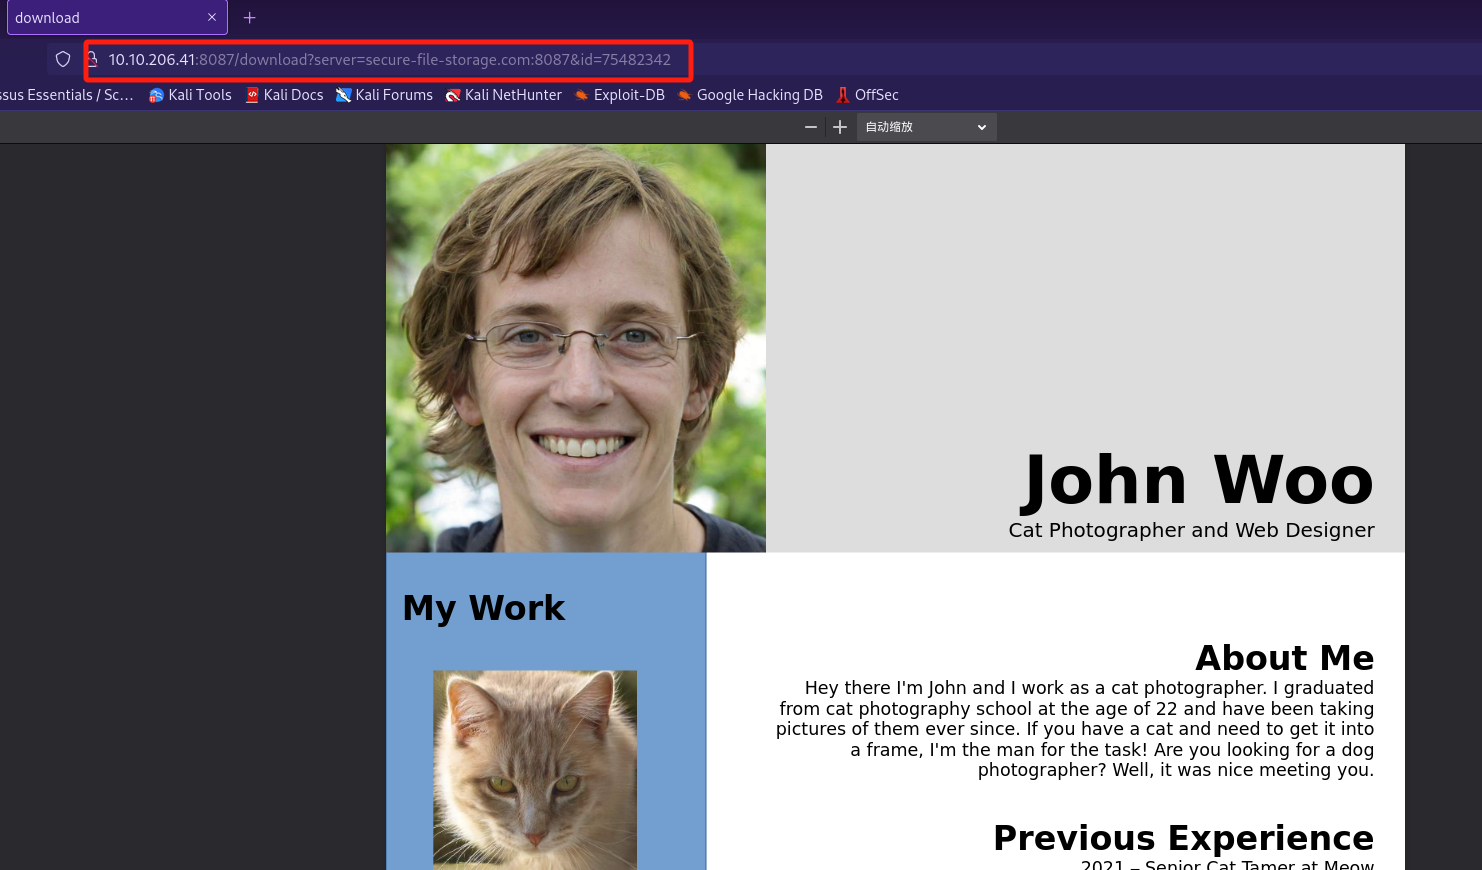 download
10.10.206.41:8087/download?server=secure-file-storage.com:8087&id=75482342
ssus Essentials / Sc… Kali Tools Kali Docs Kali Forums Kali NetHunter Exploit-DB Google Hacking DB OffSec
自动缩放
John Woo
Cat Photographer and Web Designer
My Work
About Me
Hey there I'm John and I work as a cat photographer. I graduated
from cat photography school at the age of 22 and have been taking
pictures of them ever since. If you have a cat and need to get it into
a frame, I'm the man for the task! Are you looking for a dog
photographer? Well, it was nice meeting you.
Previous Experience
2021 – Senior Cat Tamer at Meow